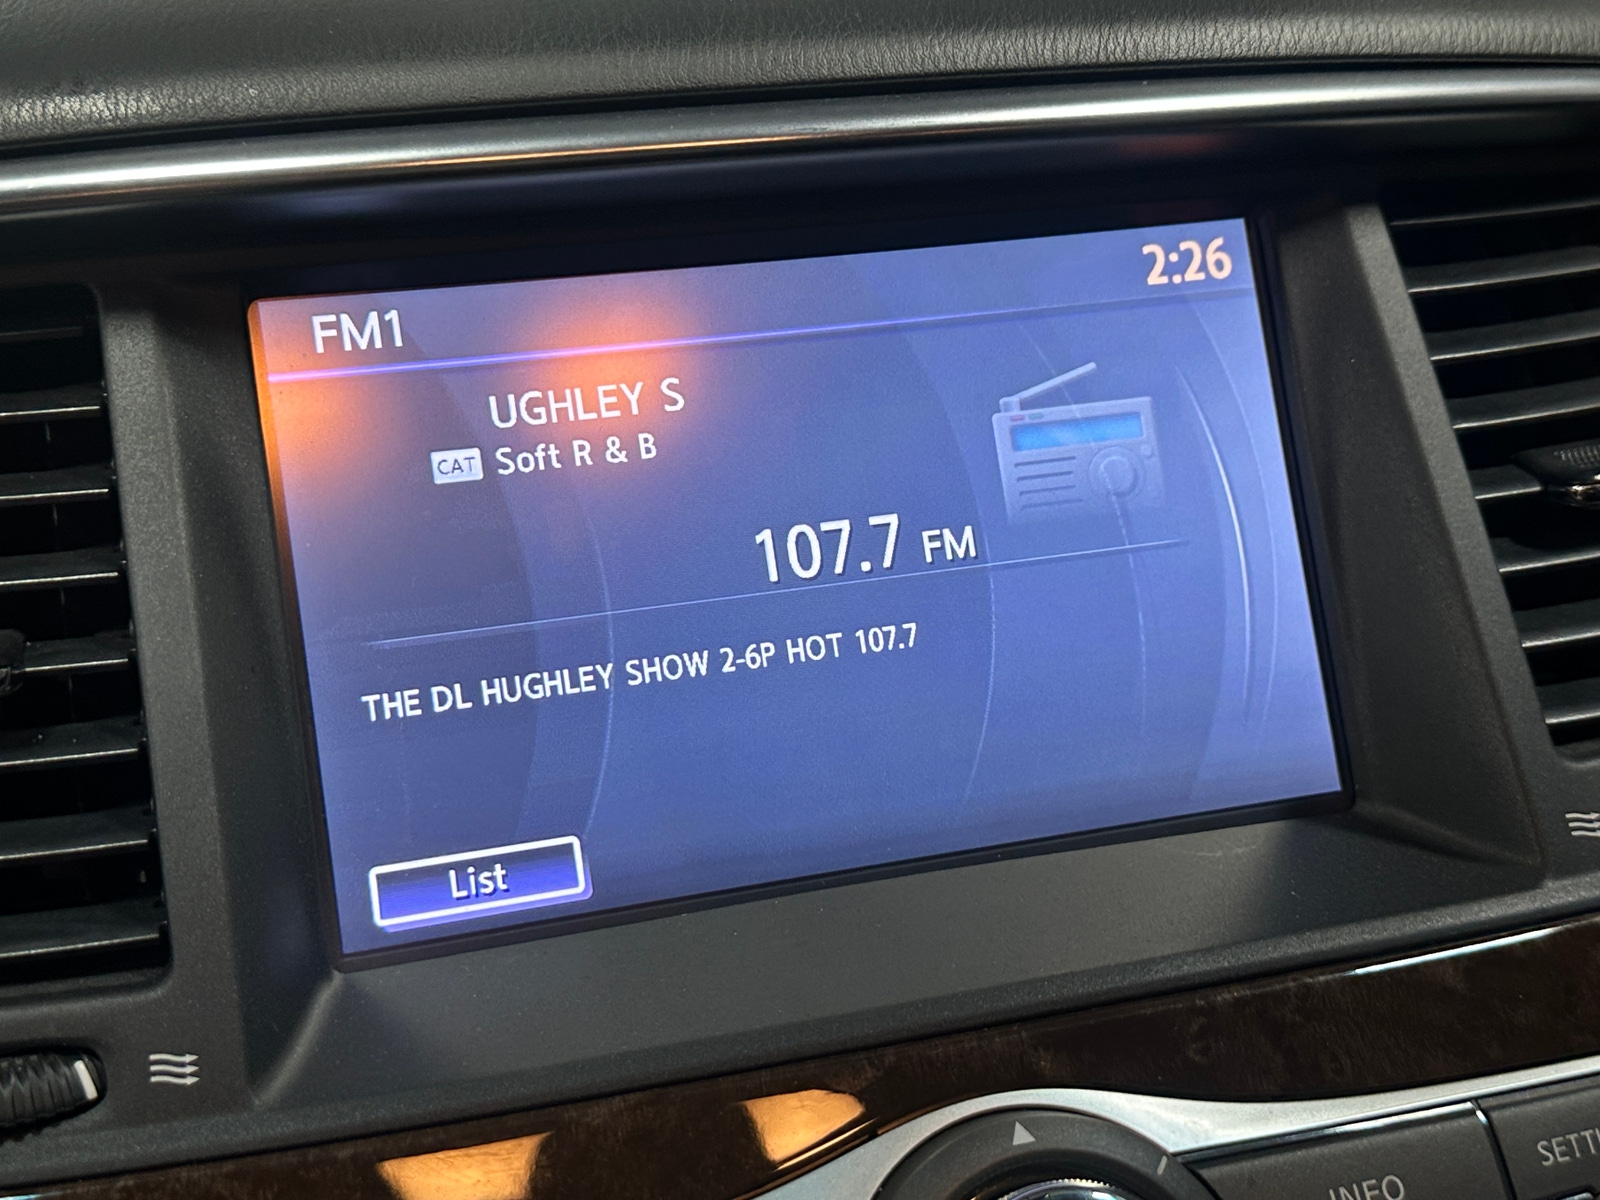 2:26
FM1
UGHLEY S
CAT Soft R & B
107.7 FM
THE DL HUGHLEY SHOW 2-6P HOT 107.7
List
INFO